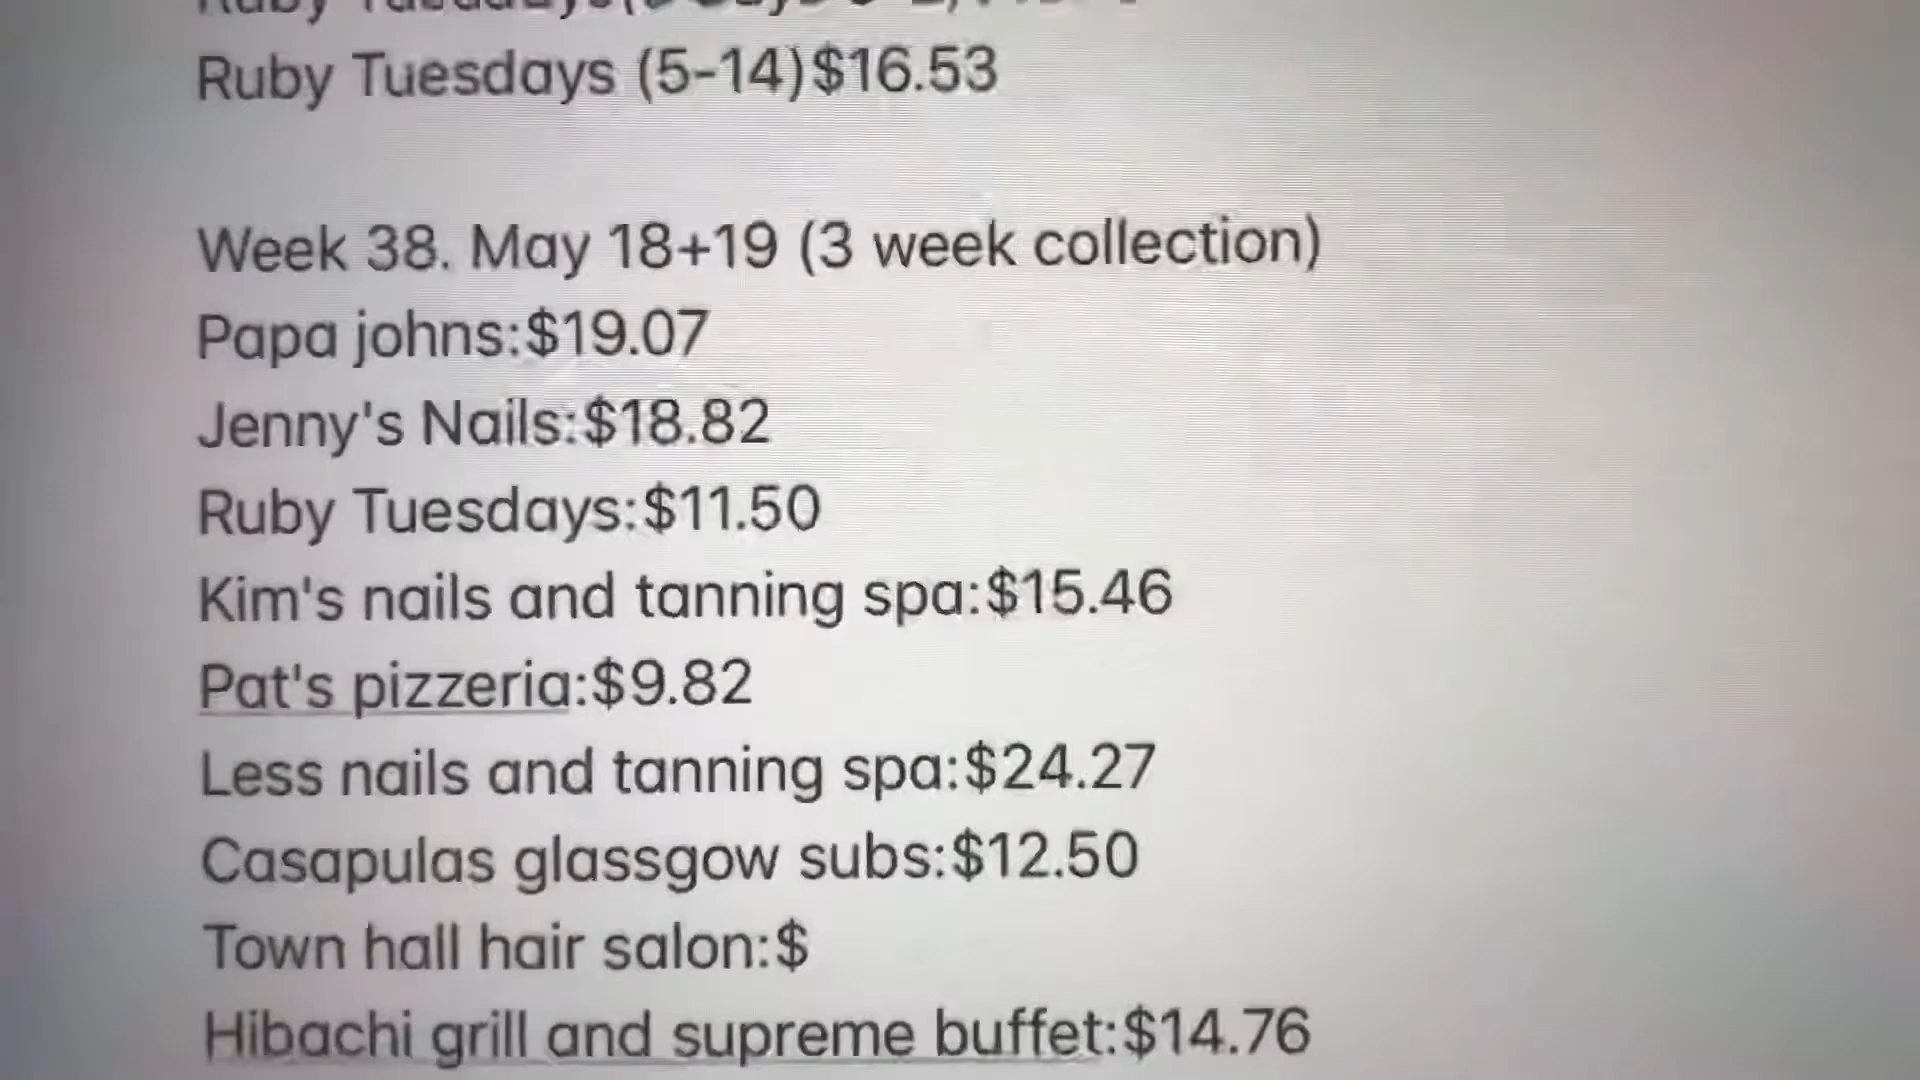 Ruby Tuesdays (5-14)$16.53
Week 38. May 18+19 (3 week collection)
Papa johns:$19.07
Jenny's Nails:$18.82
Ruby Tuesdays:$11.50
Kim's nails and tanning spa:$15.46
Pat's pizzeria:$9.82
Less nails and tanning spa:$24.27
Casapulas glassgow subs:$12.50
Town hall hair salon:$
Hibachi grill and supreme buffet:$14.76